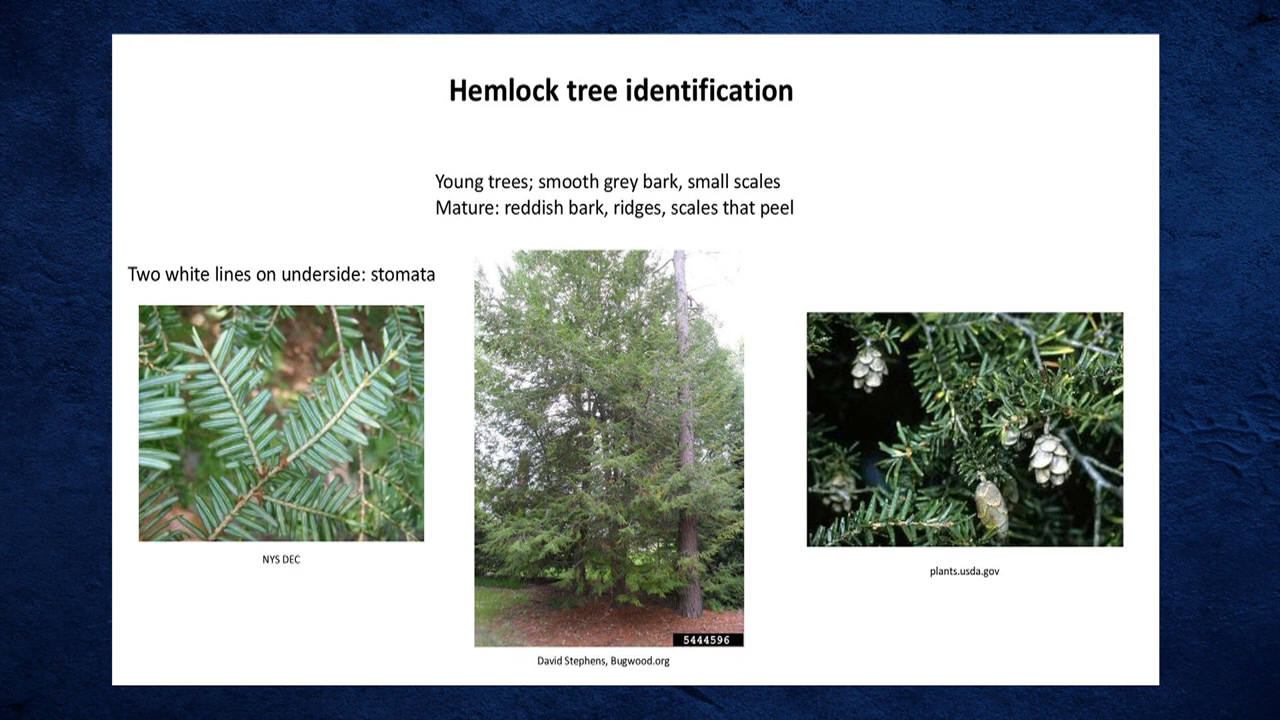 Hemlock tree identification
Young trees; smooth grey bark, small scales
Mature: reddish bark, ridges, scales that peel
Two white lines on underside: stomata
NYS DEC
5444596
David Stephens, Bugwood.org
plants.usda.gov